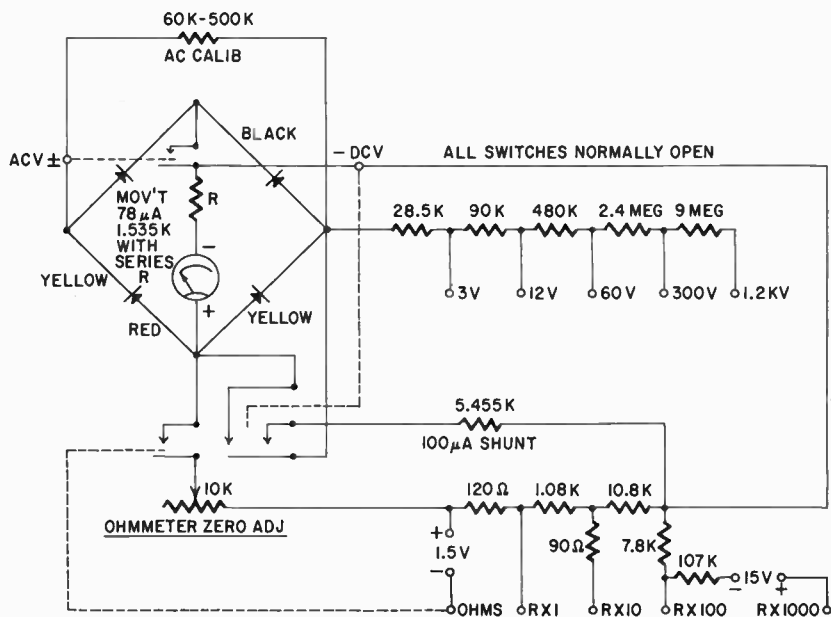 60K-500K
AC CALIB
BLACK
ACV ±
- DCV
ALL SWITCHES NORMALLY OPEN
MOV'T
78μA
1.535K
WITH
SERIES
R
R
-
+
28.5K
90K
480K
2.4 MEG
9 MEG
YELLOW
RED
YELLOW
3V
12V
60V
300V
1.2KV
5.455K
100μA SHUNT
10K
OHMMETER ZERO ADJ
120Ω
1.08K
10.8K
+
1.5V
-
90Ω
7.8K
107K
15V
-
+
OHMS
RX1
RX10
RX100
RX1000